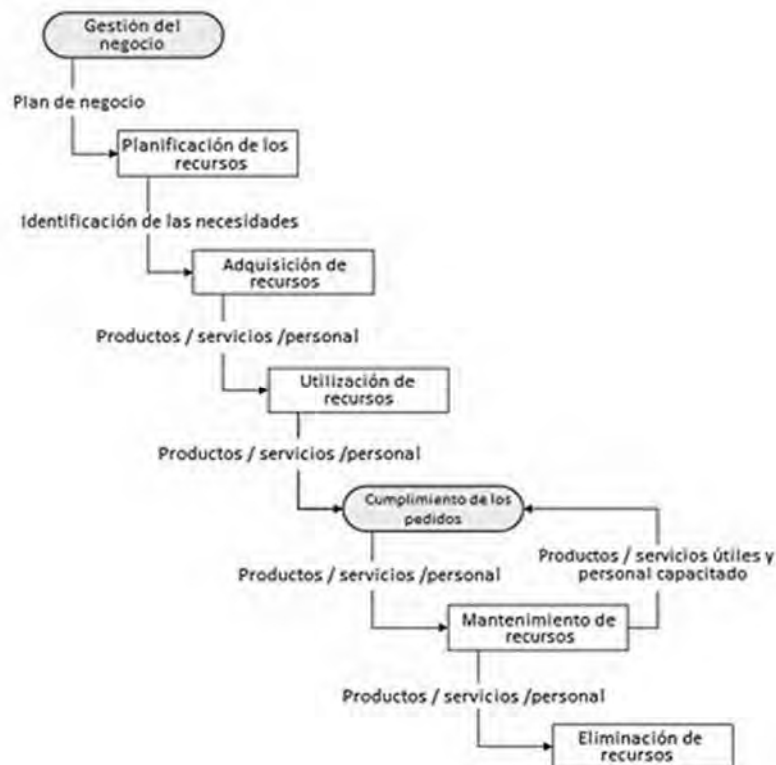 Gestión del
negocio
Plan de negocio
Planificación de los
recursos
Identificación de las necesidades
Adquisición de
recursos
Productos / servicios /personal
Utilización de
recursos
Productos / servicios /personal
Cumplimiento de los
pedidos
Productos / servicios útiles y
personal capacitado
Productos / servicios /personal
Mantenimiento de
recursos
Productos / servicios /personal
Eliminación de
recursos